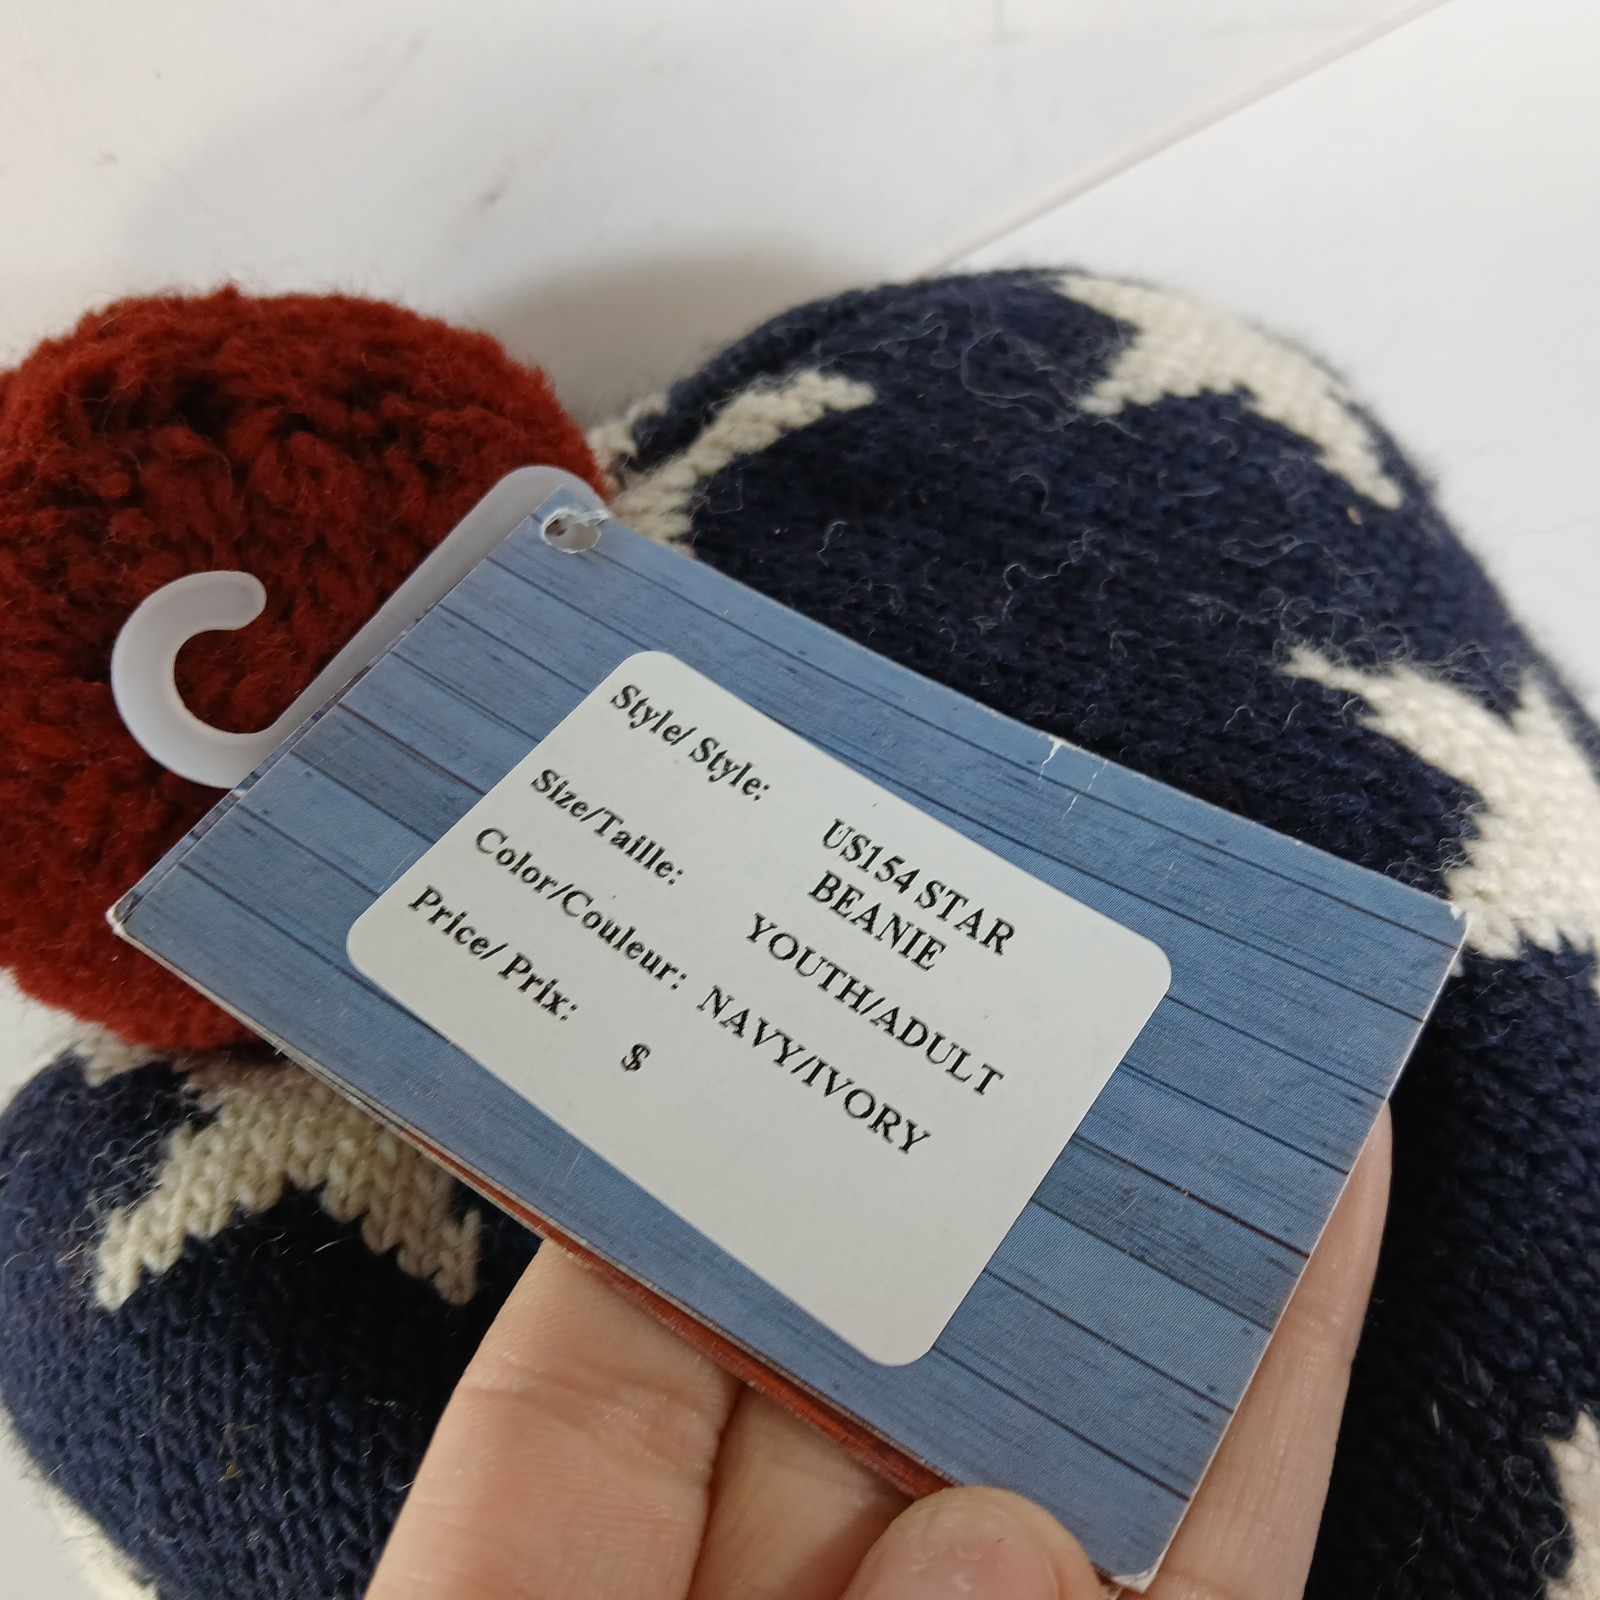 Style/ Style: US154 STAR
BEANIE
Size/Taille: YOUTH/ADULT
Color/Couleur: NAVY/IVORY
Price/ Prix: $